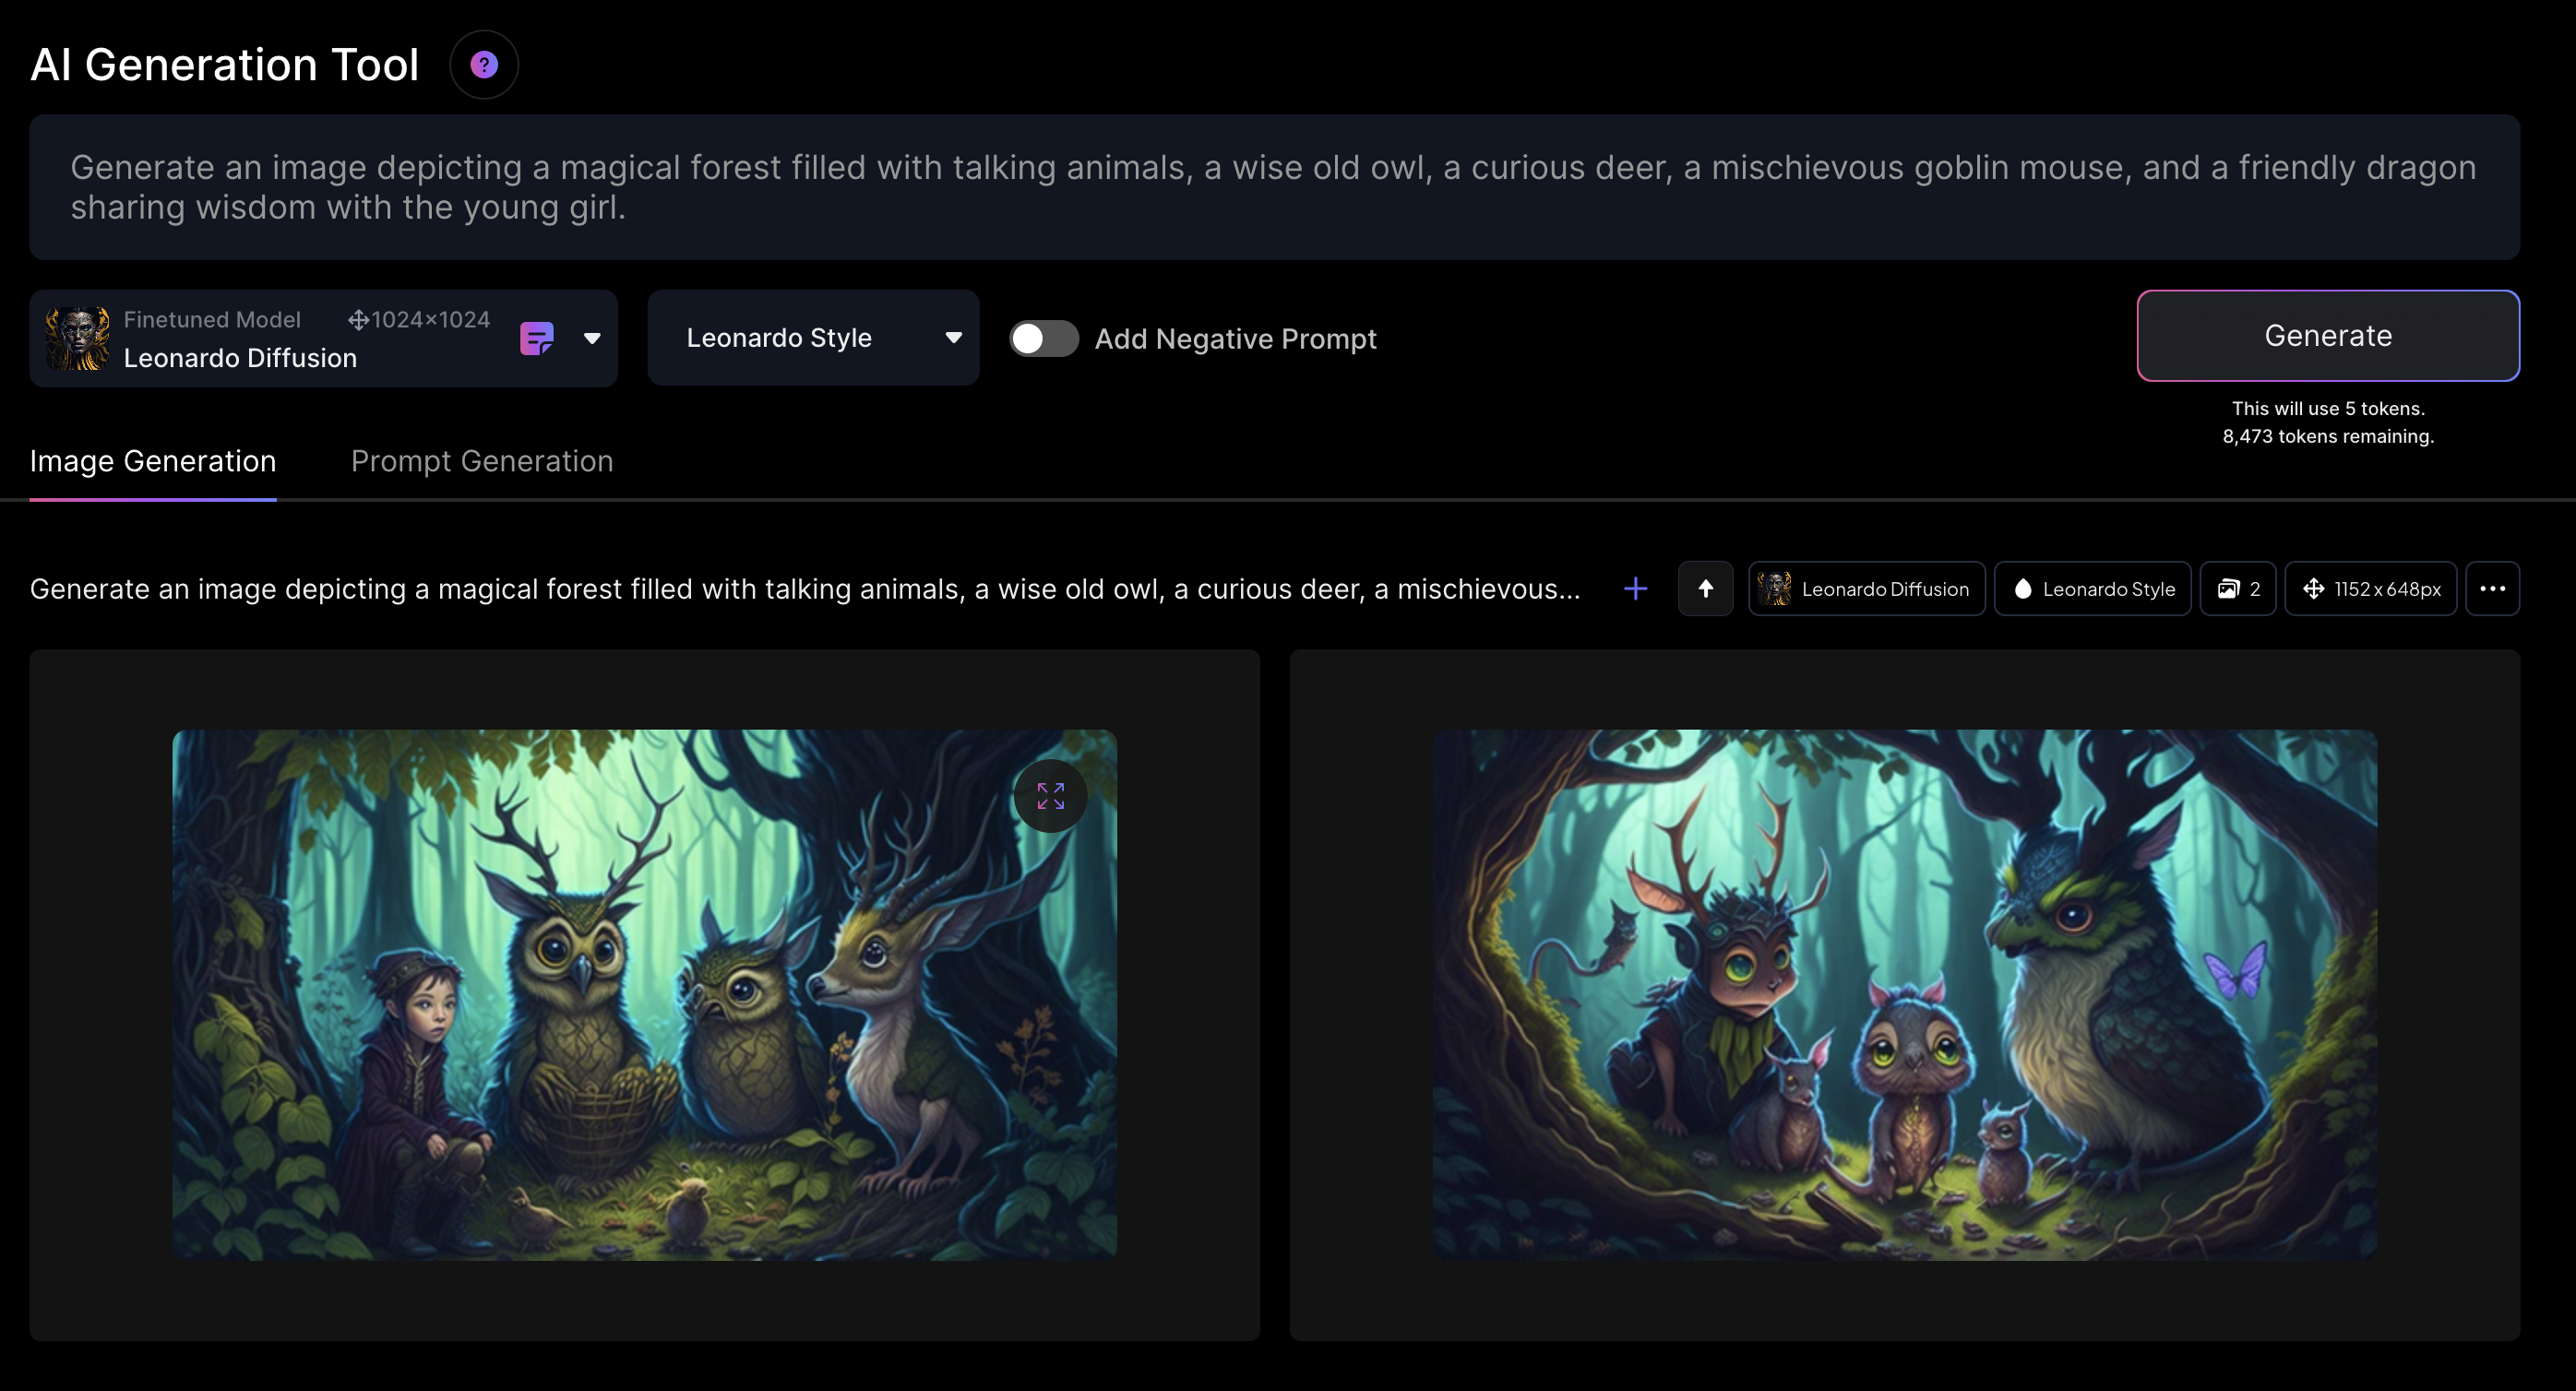 AI Generation Tool
?
Generate an image depicting a magical forest filled with talking animals, a wise old owl, a curious deer, a mischievous goblin mouse, and a friendly dragon
sharing wisdom with the young girl.
Finetuned Model 1024×1024
Leonardo Diffusion
Leonardo Style
Add Negative Prompt
Generate
This will use 5 tokens.
8,473 tokens remaining.
Image Generation Prompt Generation
Generate an image depicting a magical forest filled with talking animals, a wise old owl, a curious deer, a mischievous... Leonardo Diffusion Leonardo Style 2 1152 x 648px